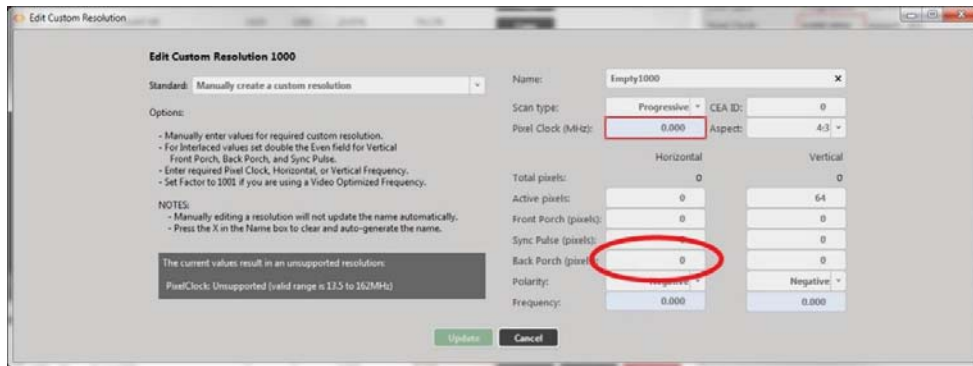 Edit Custom Resolution
Edit Custom Resolution 1000
Standard: Manually create a custom resolution
Options:
- Manually enter values for required custom resolution.
- For Interlaced values set double the Even field for Vertical
Front Porch, Back Porch, and Sync Pulse.
- Enter required Pixel Clock, Horizontal, or Vertical Frequency.
- Set Factor to 1001 if you are using a Video Optimized Frequency.
NOTES:
- Manually editing a resolution will not update the name automatically.
- Press the X in the Name box to clear and auto-generate the name.
The current values result in an unsupported resolution:
PixelClock: Unsupported (valid range is 13.5 to 162MHz)
Name: Empty1000 x
Scan type: Progressive CEA ID: 0
Pixel Clock (MHz): 0.000 Aspect: 4:3
Horizontal Vertical
Total pixels: 0 0
Active pixels: 0 64
Front Porch (pixels): 0 0
Sync Pulse (pixels): 0 0
Back Porch (pixels): 0 0
Polarity: Negative Negative
Frequency: 0.000 0.000
Update Cancel